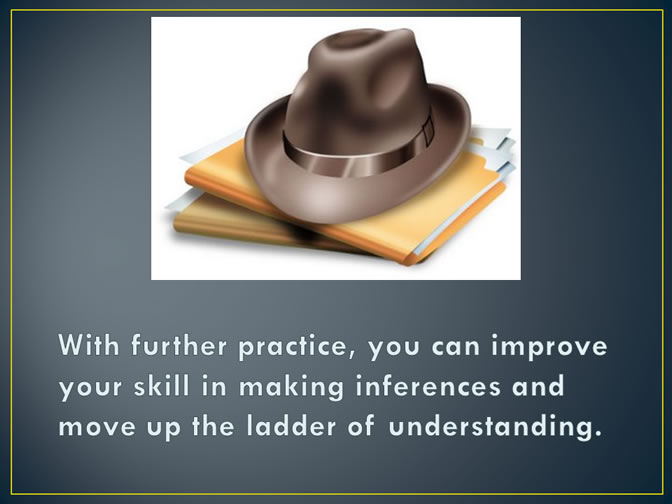 With further practice, you can improve
your skill in making inferences and
move up the ladder of understanding.